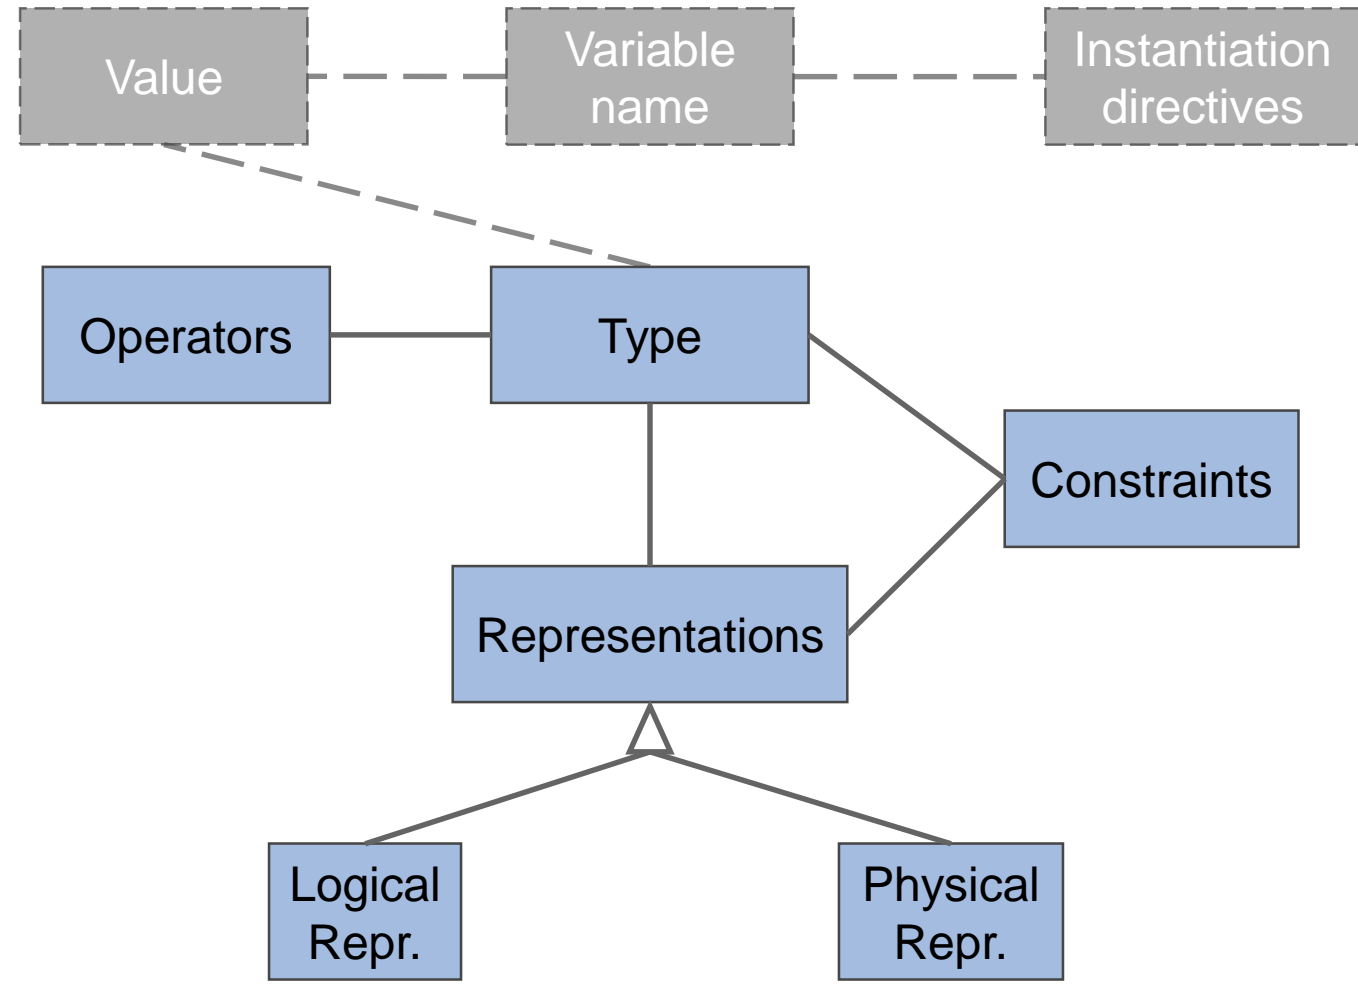 Value
Variable
name
Instantiation
directives
Operators
Type
Constraints
Representations
Logical
Repr.
Physical
Repr.